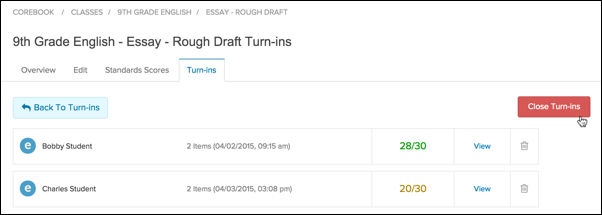 COREBOOK / CLASSES / 9TH GRADE ENGLISH / ESSAY - ROUGH DRAFT
9th Grade English - Essay - Rough Draft Turn-ins
Overview Edit Standards Scores Turn-ins
Back To Turn-ins Close Turn-ins
e Bobby Student 2 Items (04/02/2015, 09:15 am) 28/30 View
e Charles Student 2 Items (04/03/2015, 03:08 pm) 20/30 View